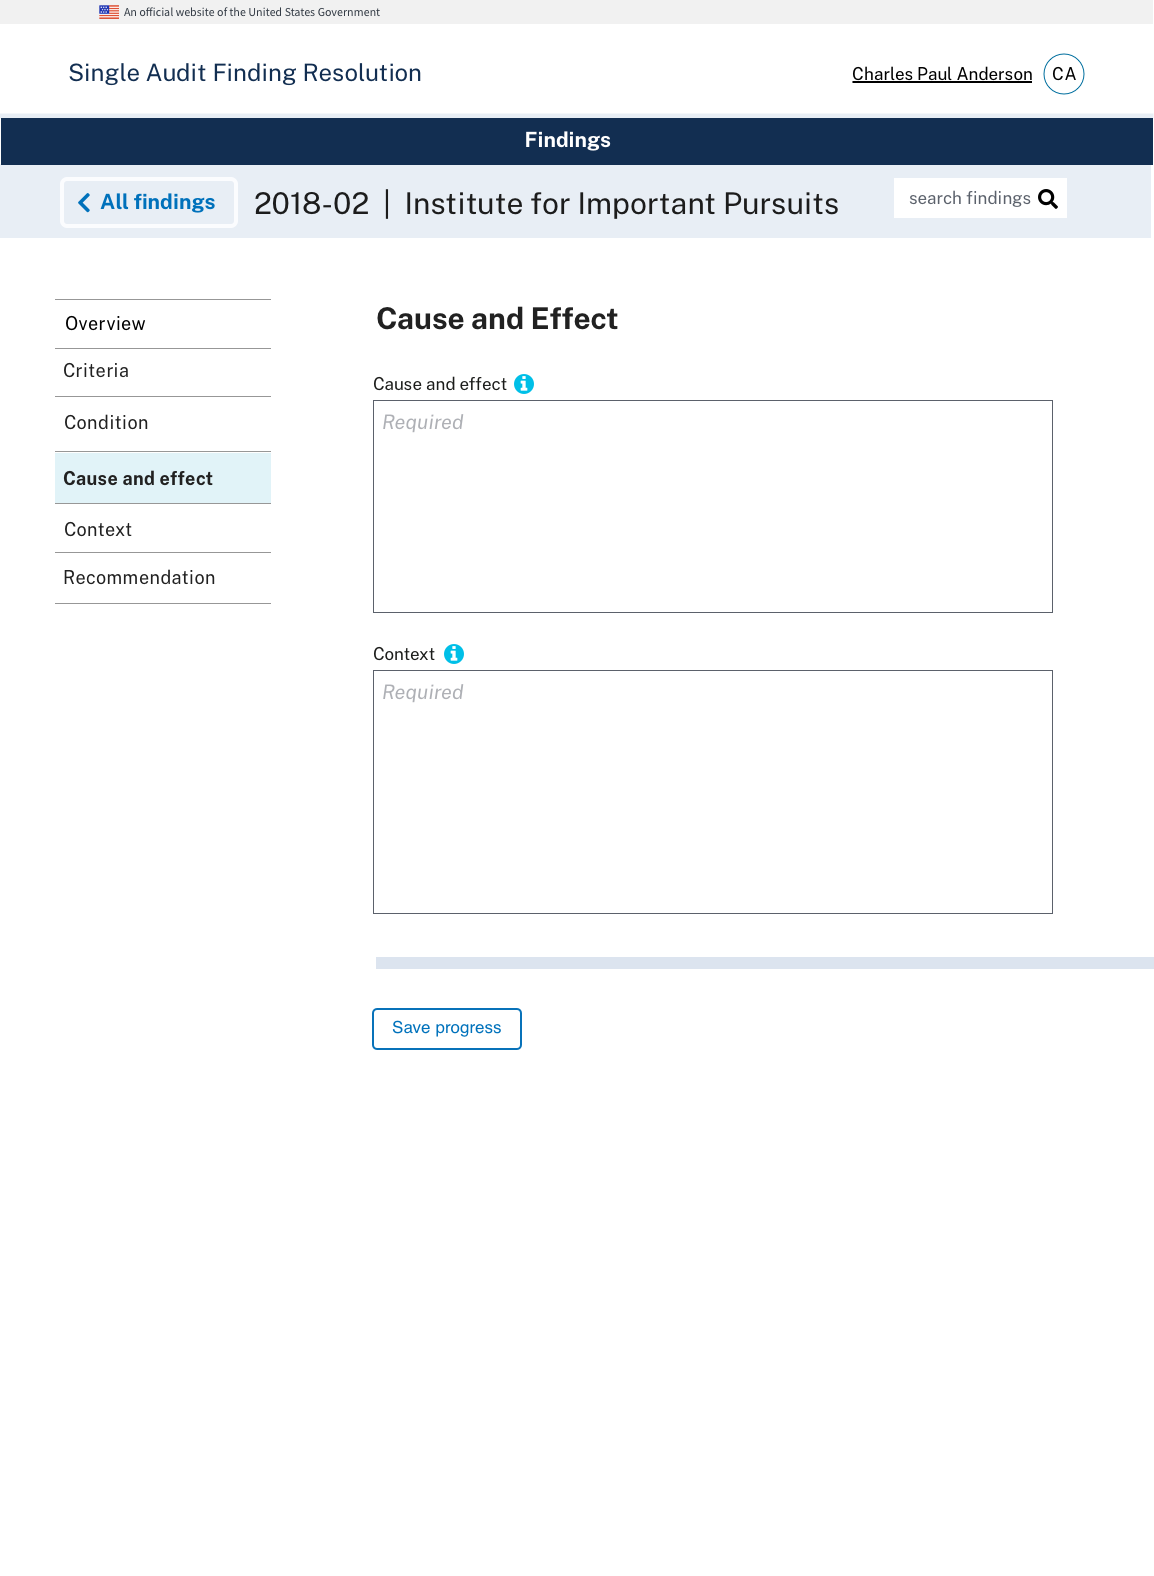 An official website of the United States Government
Single Audit Finding Resolution
Charles Paul Anderson CA
Findings
All findings 2018-02 | Institute for Important Pursuits search findings
Overview
Criteria
Condition
Cause and effect
Context
Recommendation
Cause and Effect
Cause and effect
Required
Context
Required
Save progress